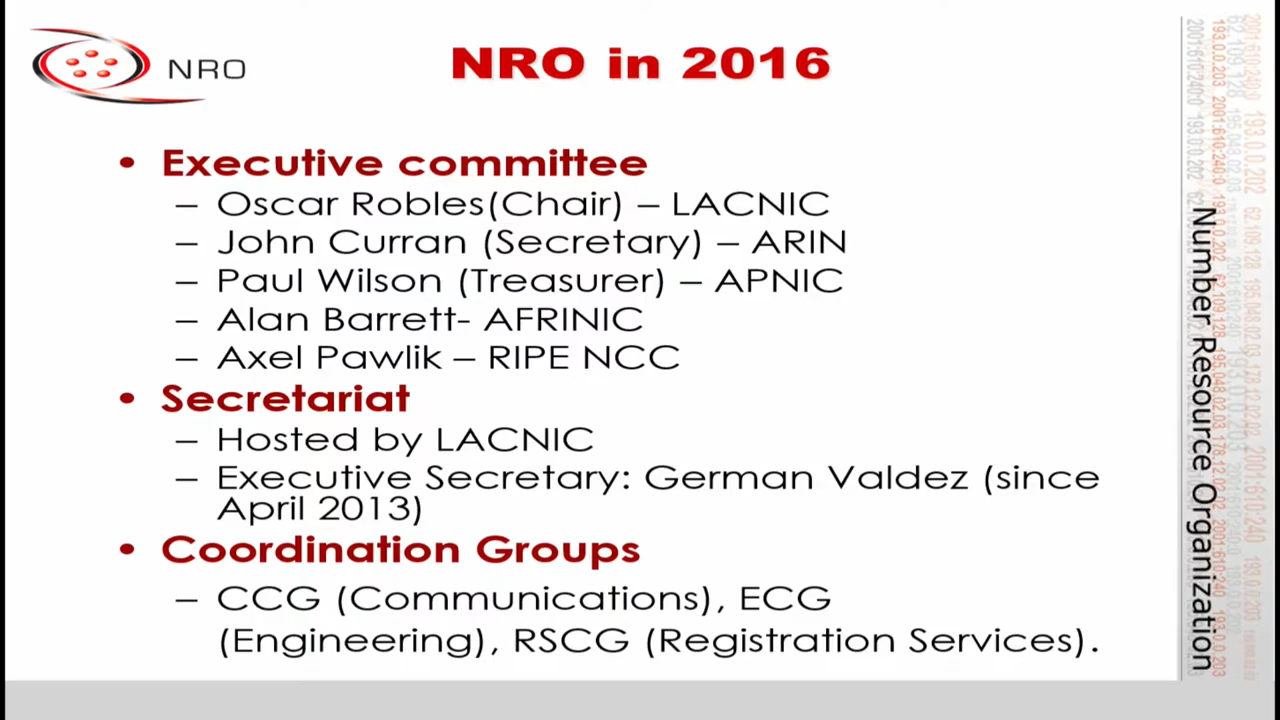 NRO
NRO in 2016
• Executive committee
– Oscar Robles(Chair) – LACNIC
– John Curran (Secretary) – ARIN
– Paul Wilson (Treasurer) – APNIC
– Alan Barrett- AFRINIC
– Axel Pawlik – RIPE NCC
• Secretariat
– Hosted by LACNIC
– Executive Secretary: German Valdez (since
April 2013)
• Coordination Groups
– CCG (Communications), ECG
(Engineering), RSCG (Registration Services).
Number Resource Organization